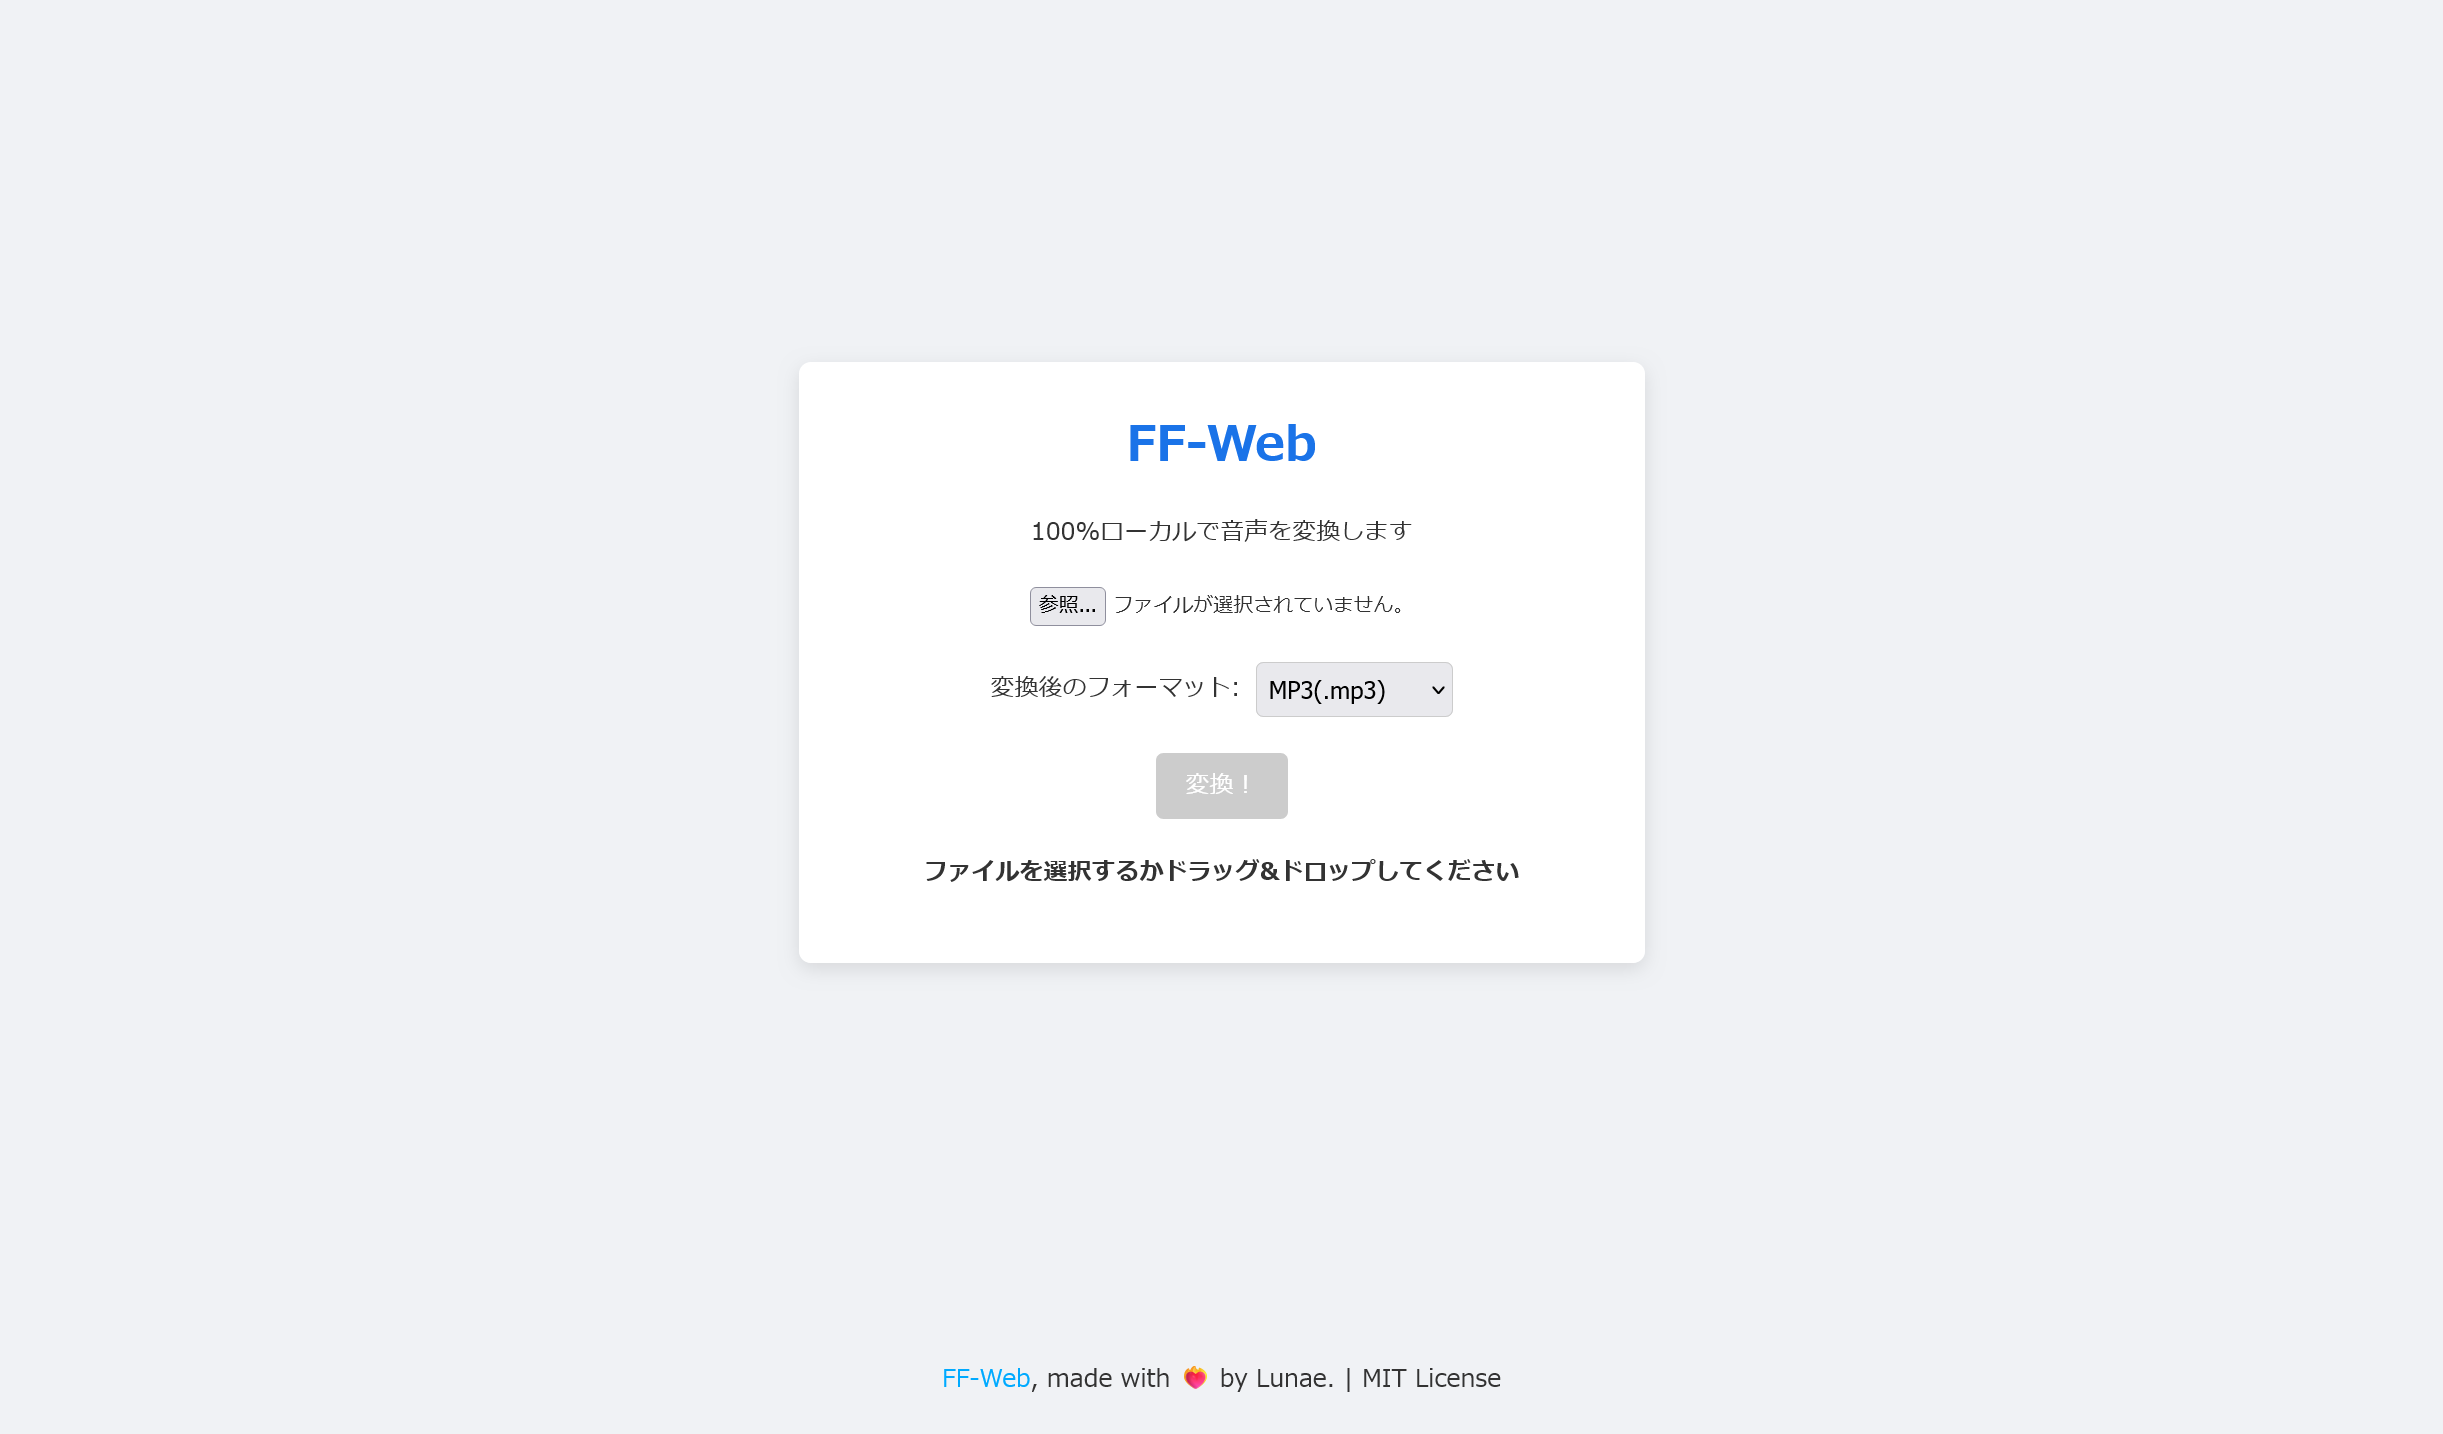 FF-Web
100%ローカルで音声を変換します
参照... ファイルが選択されていません。
変換後のフォーマット: MP3(.mp3)
変換！
ファイルを選択するかドラッグ&ドロップしてください
FF-Web, made with ❤️‍🔥 by Lunae. | MIT License